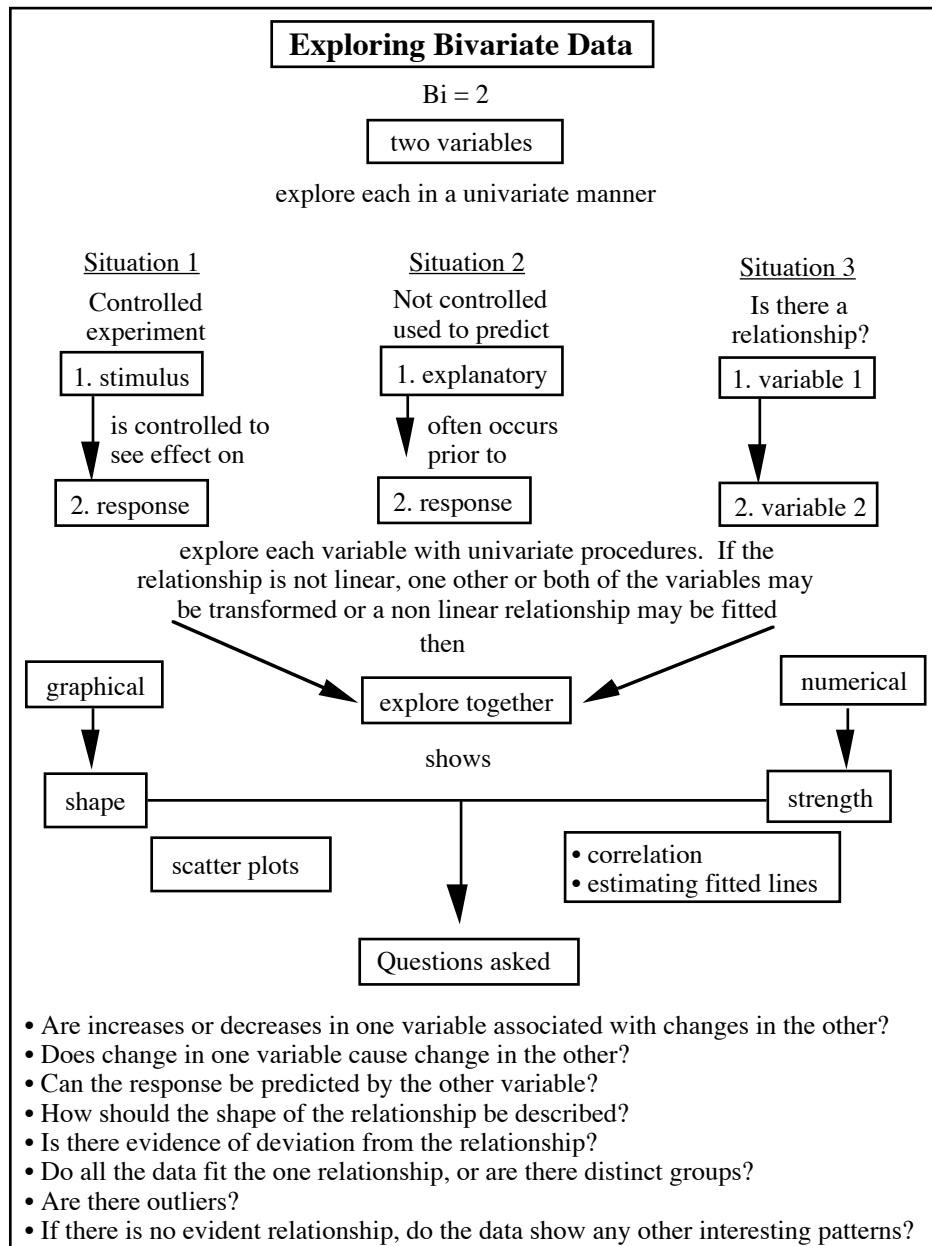 Exploring Bivariate Data
Bi = 2
two variables
explore each in a univariate manner
Situation 1
Controlled
experiment
1. stimulus
is controlled to
see effect on
2. response
Situation 2
Not controlled
used to predict
1. explanatory
often occurs
prior to
2. response
Situation 3
Is there a
relationship?
1. variable 1
2. variable 2
explore each variable with univariate procedures. If the
relationship is not linear, one other or both of the variables may
be transformed or a non linear relationship may be fitted
then
graphical
explore together
numerical
shows
shape
strength
scatter plots
• correlation
• estimating fitted lines
Questions asked
• Are increases or decreases in one variable associated with changes in the other?
• Does change in one variable cause change in the other?
• Can the response be predicted by the other variable?
• How should the shape of the relationship be described?
• Is there evidence of deviation from the relationship?
• Do all the data fit the one relationship, or are there distinct groups?
• Are there outliers?
• If there is no evident relationship, do the data show any other interesting patterns?